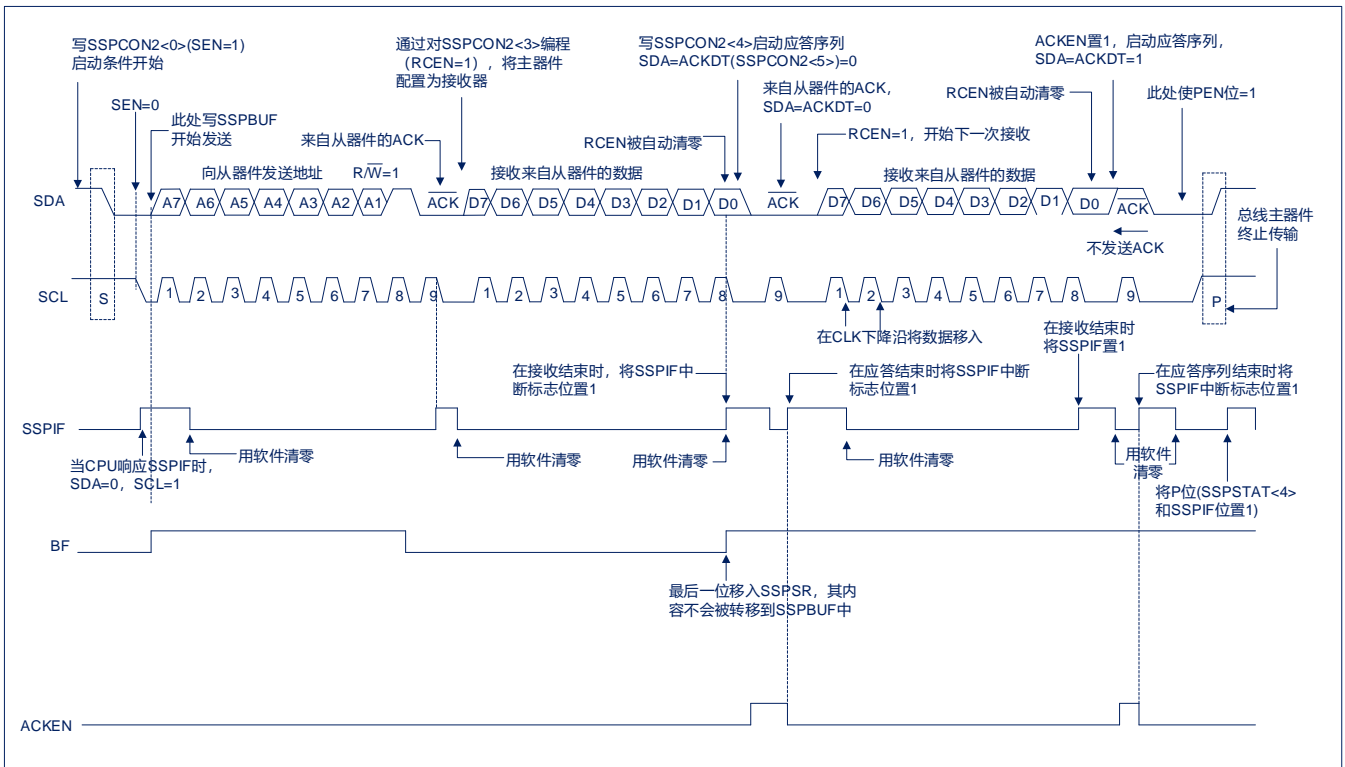 写SSPCON2<0>(SEN=1)
启动条件开始
SEN=0
此处写SSPBUF
开始发送
来自从器件的ACK
通过对SSPCON2<3>编程
(RCEN=1)，将主器件
配置为接收器
写SSPCON2<4>启动应答序列
SDA=ACKDT(SSPCON2<5>)=0
来自从器件的ACK，
SDA=ACKDT=0
RCEN被自动清零
RCEN=1，开始下一次接收
ACKEN置1，启动应答序列，
SDA=ACKDT=1
RCEN被自动清零
此处使PEN位=1
向从器件发送地址
R/W=1
接收来自从器件的数据
接收来自从器件的数据
SDA
A7 A6 A5 A4 A3 A2 A1 ACK D7 D6 D5 D4 D3 D2 D1 D0 ACK D7 D6 D5 D4 D3 D2 D1 D0 ACK
总线主器件
终止传输
不发送ACK
SCL
S 1 2 3 4 5 6 7 8 9 1 2 3 4 5 6 7 8 9 1 2 3 4 5 6 7 8 9 P
在CLK下降沿将数据移入
在接收结束时
将SSPIF置1
在接收结束时，将SSPIF中
断标志位置1
在应答结束时将SSPIF中断
标志位置1
在应答序列结束时将
SSPIF中断标志位置1
SSPIF
当CPU响应SSPIF时，
SDA=0，SCL=1
用软件清零
用软件清零
用软件清零
用软件清零
用软件
清零
将P位(SSPSTAT<4>
和SSPIF位置1)
BF
最后一位移入SSPSR，其内
容不会被转移到SSPBUF中
ACKEN